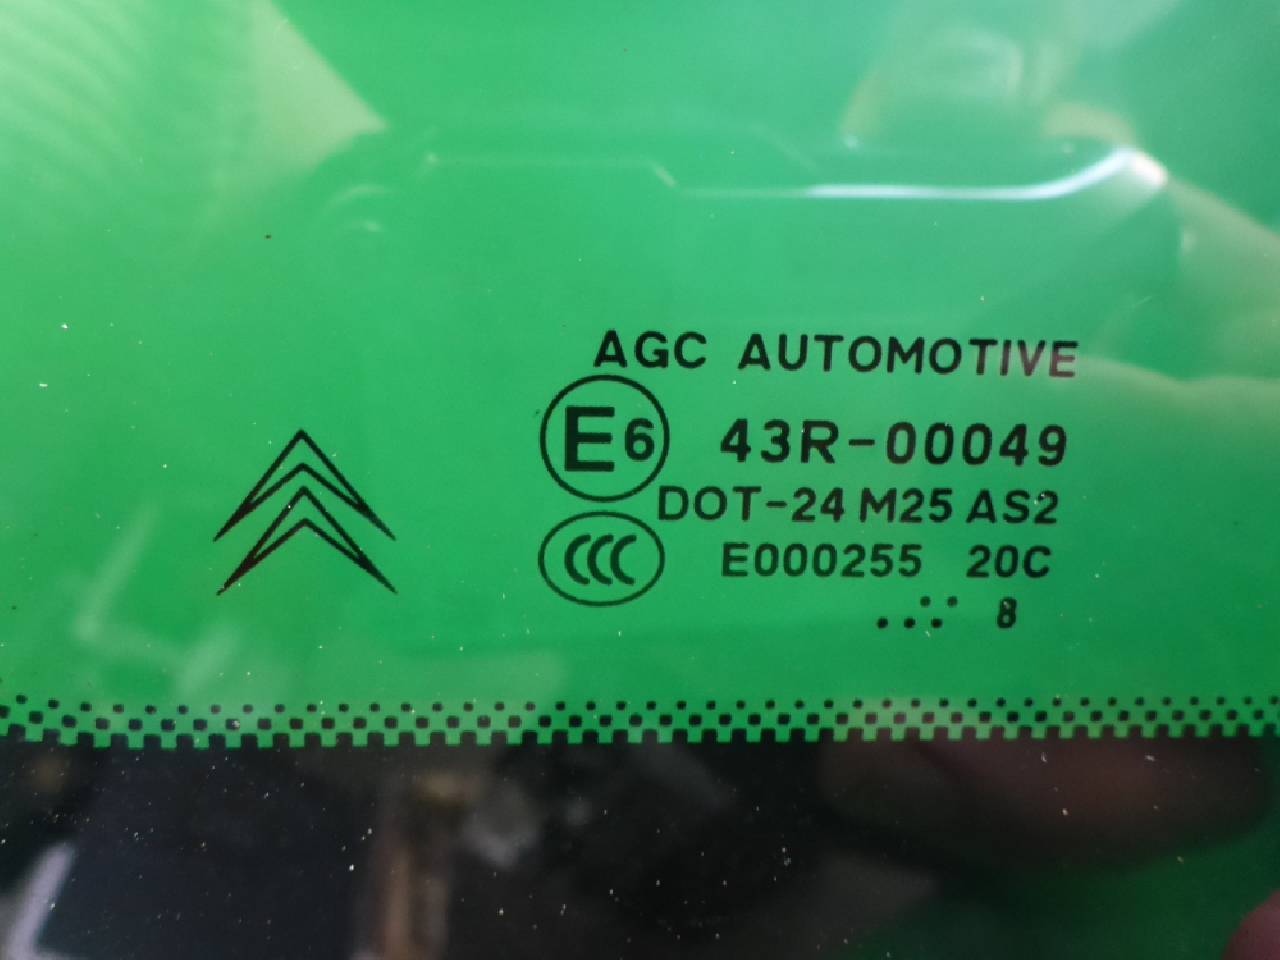 AGC AUTOMOTIVE
E6 43R-00049
DOT-24 M25 AS2
CCC E000255 20C
..:· 8